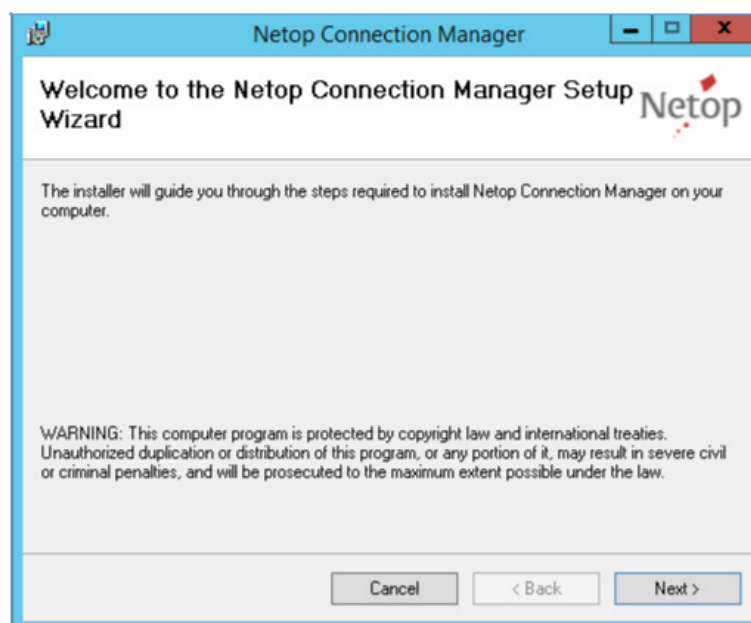 Netop Connection Manager
Welcome to the Netop Connection Manager Setup
Wizard
Netop
The installer will guide you through the steps required to install Netop Connection Manager on your
computer.
WARNING: This computer program is protected by copyright law and international treaties.
Unauthorized duplication or distribution of this program, or any portion of it, may result in severe civil
or criminal penalties, and will be prosecuted to the maximum extent possible under the law.
Cancel
< Back
Next >